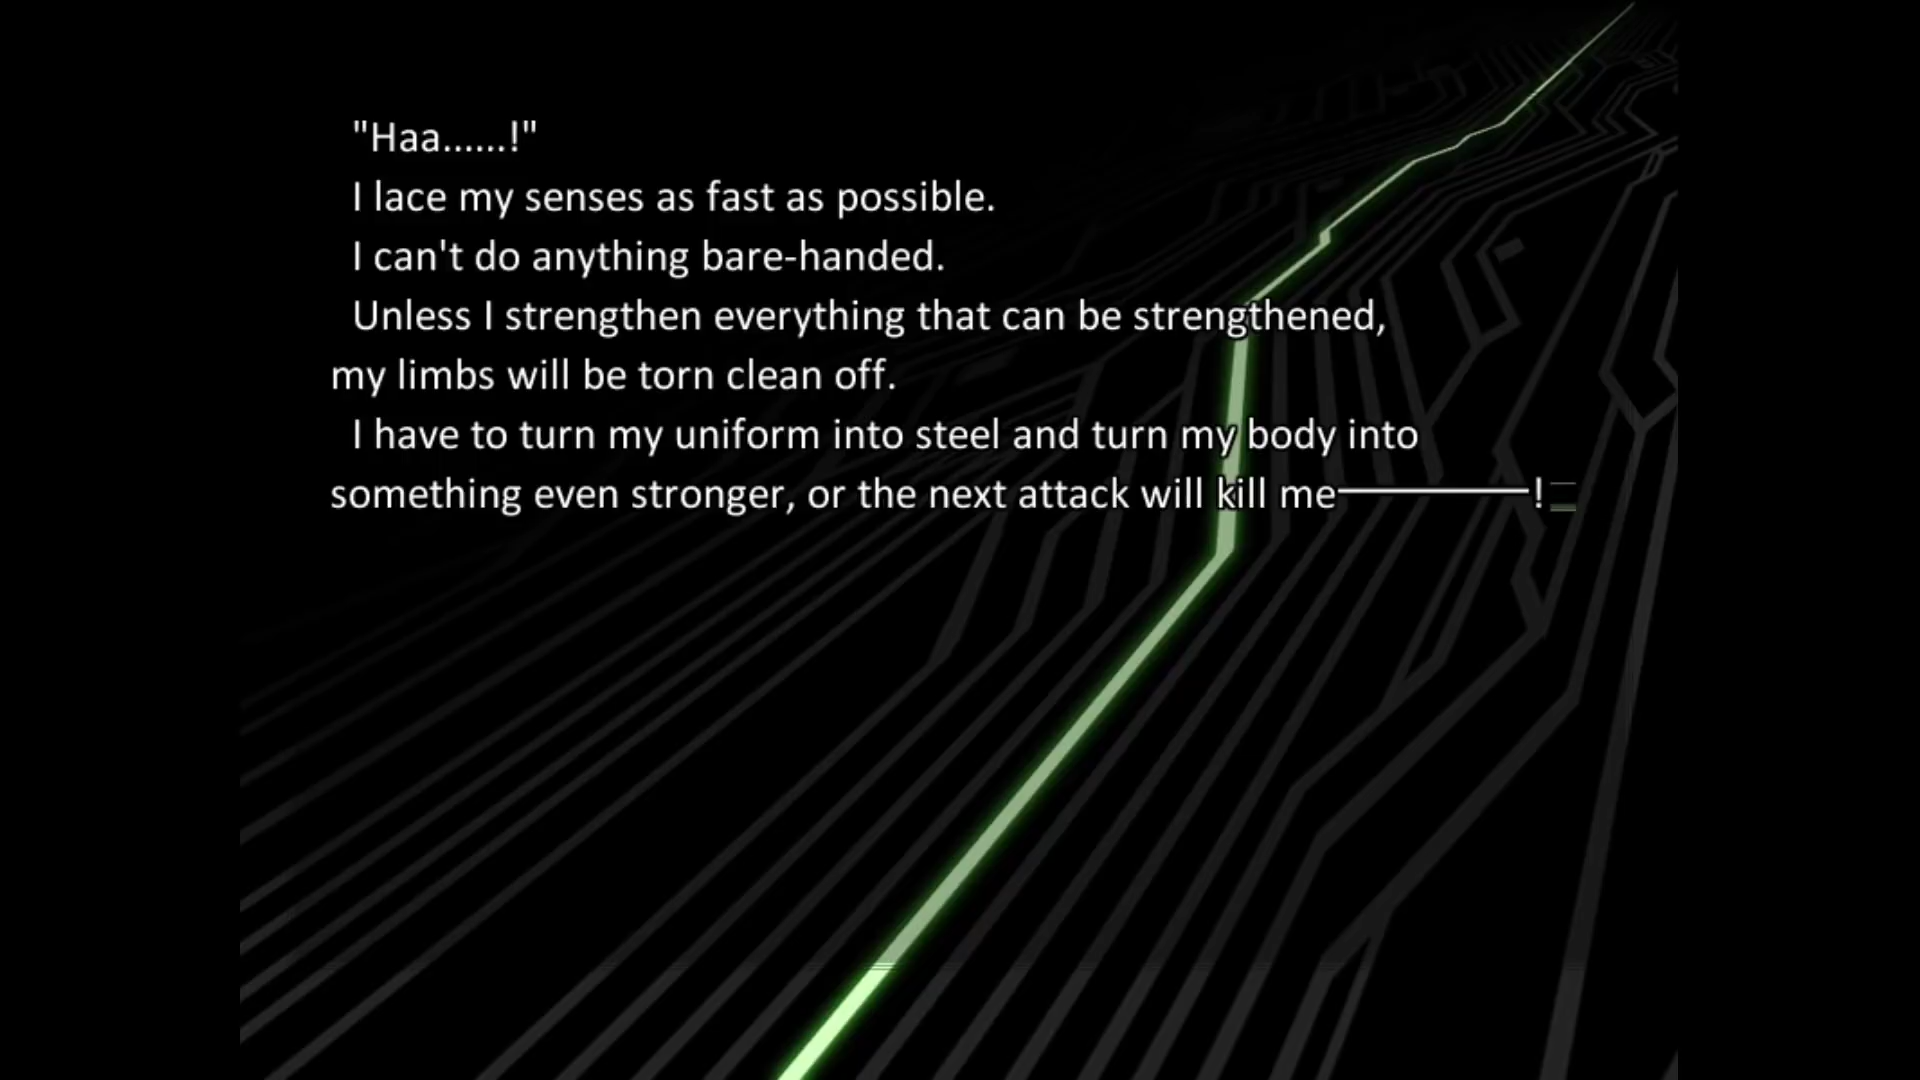 "Haa......!"
I lace my senses as fast as possible.
I can't do anything bare-handed.
Unless I strengthen everything that can be strengthened,
my limbs will be torn clean off.
I have to turn my uniform into steel and turn my body into
something even stronger, or the next attack will kill me―――――!